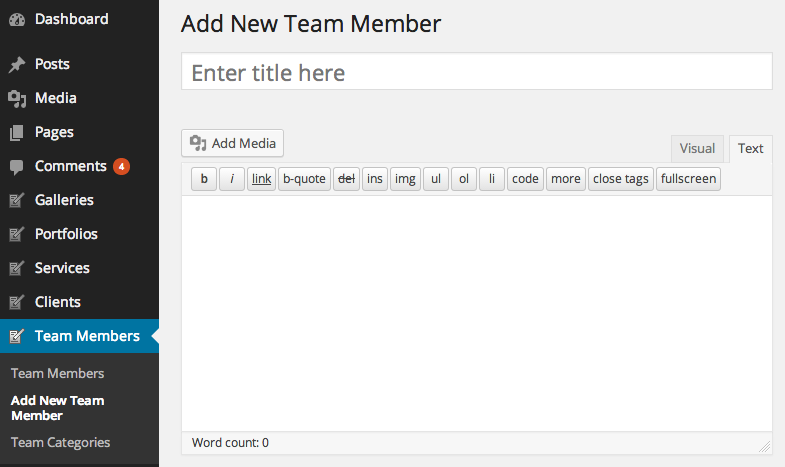 Dashboard
Posts
Media
Pages
Comments 4
Galleries
Portfolios
Services
Clients
Team Members
Team Members
Add New Team
Member
Team Categories
Add New Team Member
Enter title here
Add Media
Visual Text
b i link b-quote del ins img ul ol li code more close tags fullscreen
Word count: 0